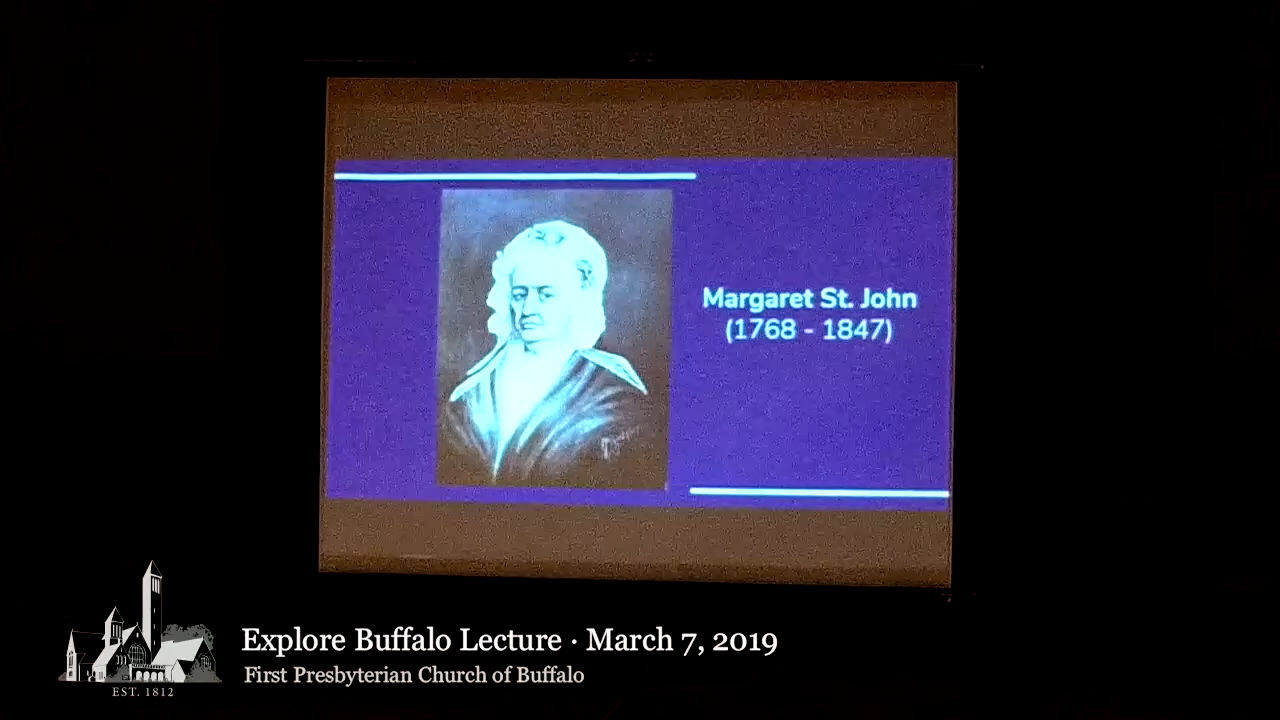 Margaret St. John
(1768 - 1847)
Explore Buffalo Lecture · March 7, 2019
First Presbyterian Church of Buffalo
EST. 1812